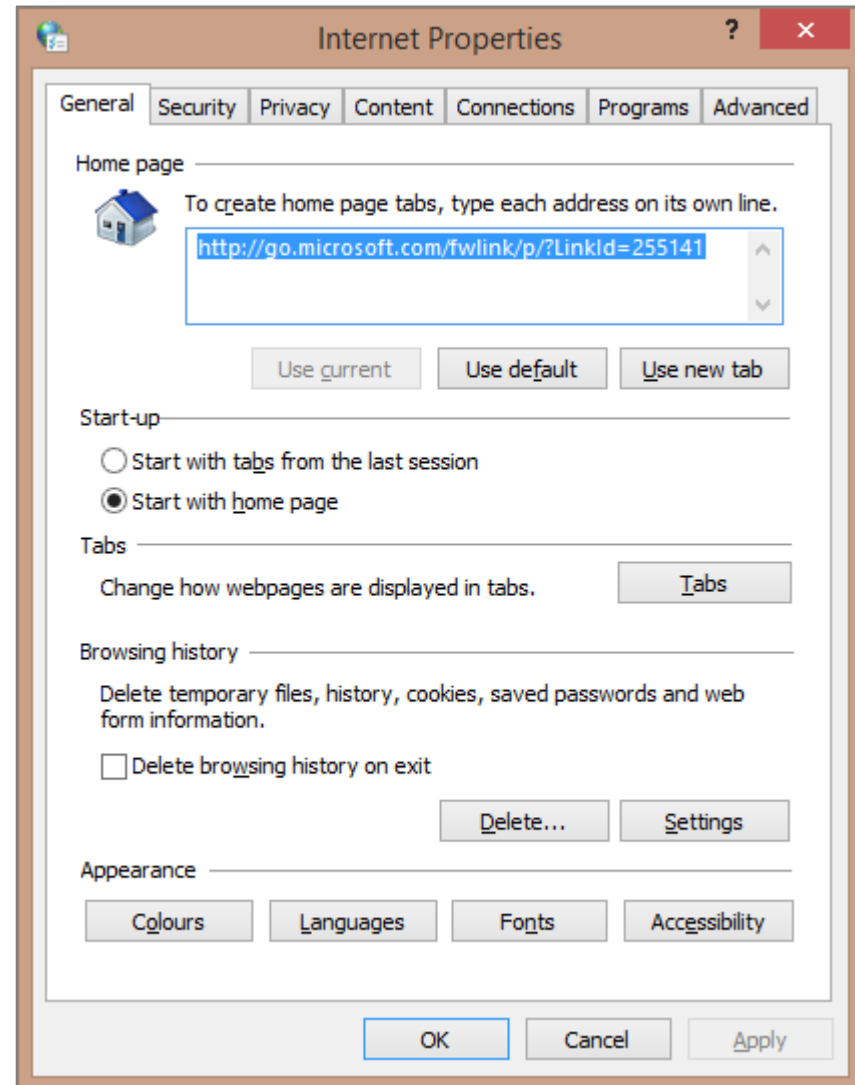 Internet Properties
?
General Security Privacy Content Connections Programs Advanced
Home page
To create home page tabs, type each address on its own line.
http://go.microsoft.com/fwlink/p/?LinkId=255141
Use current Use default Use new tab
Start-up
Start with tabs from the last session
Start with home page
Tabs
Change how webpages are displayed in tabs. Tabs
Browsing history
Delete temporary files, history, cookies, saved passwords and web
form information.
Delete browsing history on exit
Delete... Settings
Appearance
Colours Languages Fonts Accessibility
OK Cancel Apply